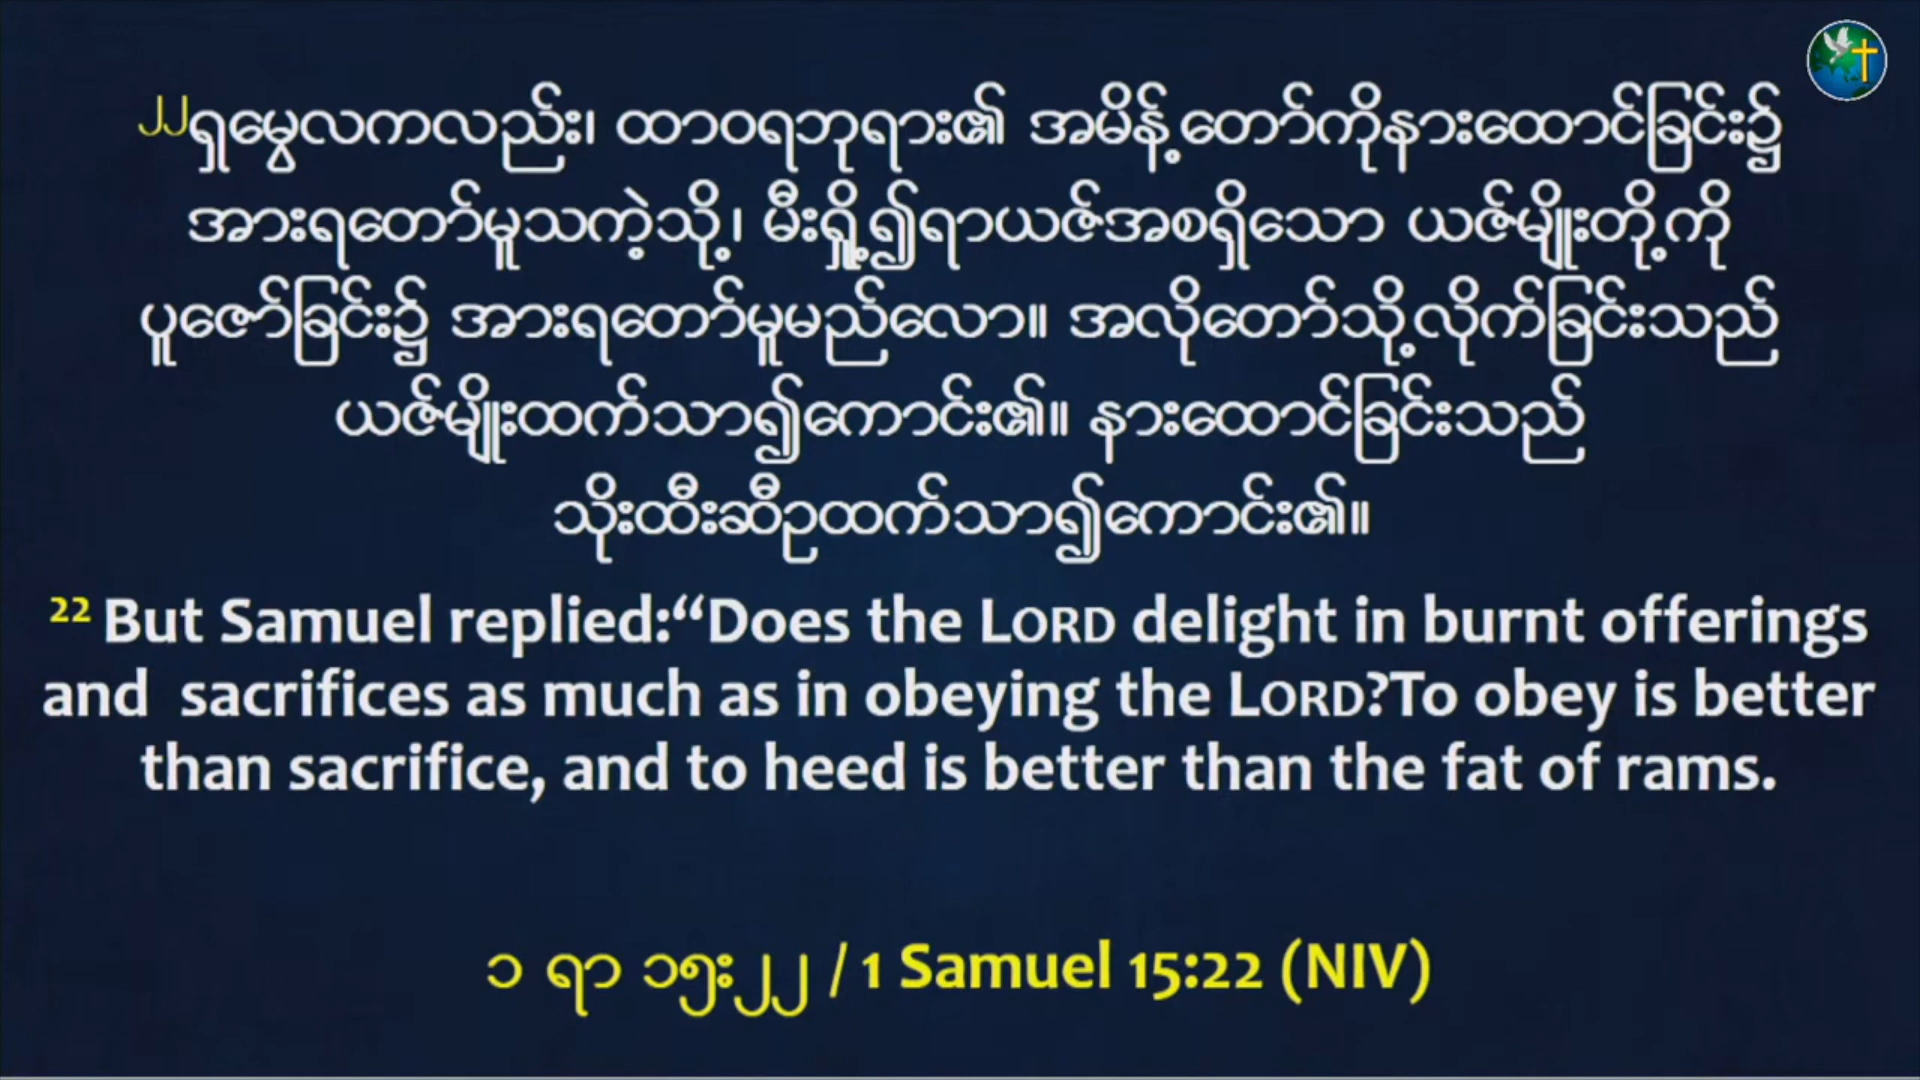 ၂၂ရှမွေလကလည်း၊ ထာဝရဘုရား၏ အမိန့်တော်ကိုနားထောင်ခြင်း၌
အားရတော်မူသကဲ့သို့၊ မီးရှို့၍ရာယဇ်အစရှိသော ယဇ်မျိုးတို့ကို
ပူဇော်ခြင်း၌ အားရတော်မူမည်လော။ အလိုတော်သို့လိုက်ခြင်းသည်
ယဇ်မျိုးထက်သာ၍ကောင်း၏။ နားထောင်ခြင်းသည်
သိုးထီးဆီဥထက်သာ၍ကောင်း၏။
22 But Samuel replied:“Does the LORD delight in burnt offerings
and sacrifices as much as in obeying the LORD?To obey is better
than sacrifice, and to heed is better than the fat of rams.
၁ ရာ ၁၅း၂၂ / 1 Samuel 15:22 (NIV)